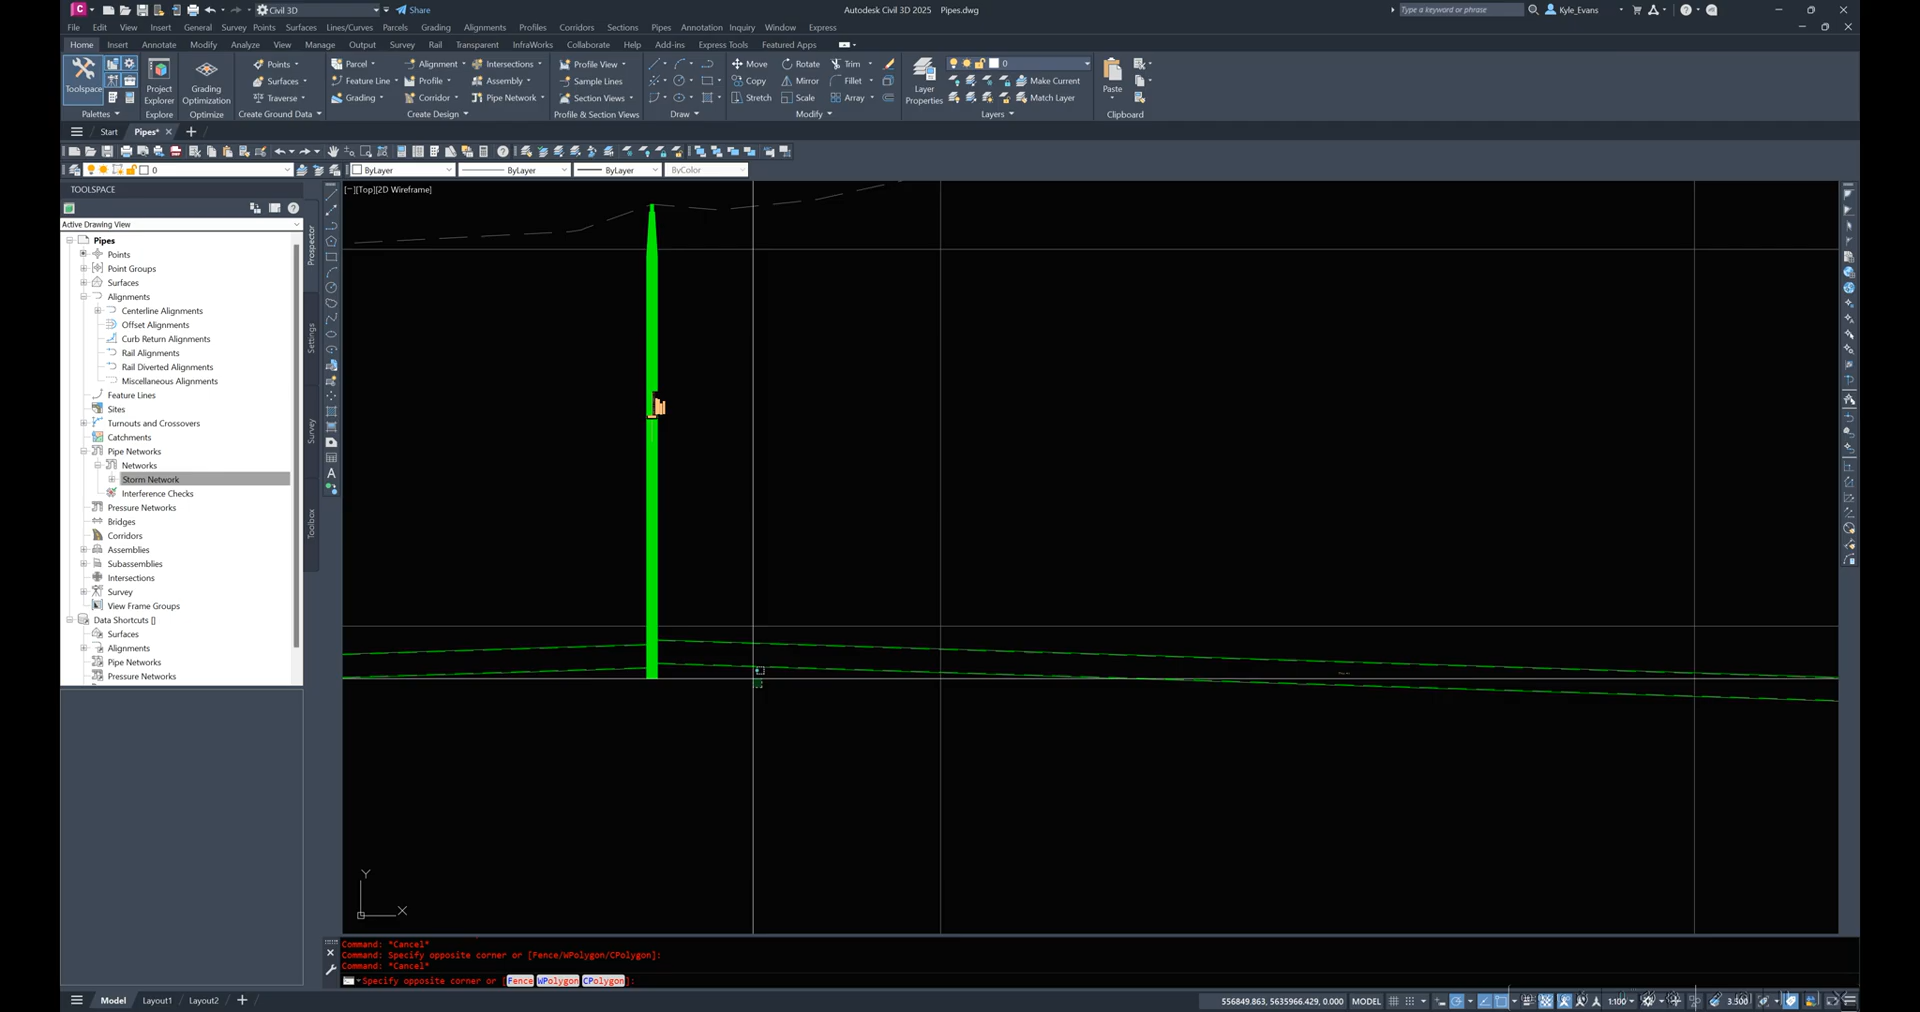 Civil 3D
Share
Autodesk Civil 3D 2025 Pipes.dwg
Type a keyword or phrase
Kyle_Evans
File Edit View Insert General Survey Points Surfaces Lines/Curves Parcels Grading Alignments Profiles Corridors Sections Pipes Annotation Inquiry Window Express
Home Insert Annotate Modify Analyze View Manage Output Survey Rail Transparent InfraWorks Collaborate Help Add-ins Express Tools Featured Apps
Toolspace
Project Explorer
Grading Optimization
Points
Surfaces
Traverse
Parcel
Feature Line
Grading
Alignment
Profile
Corridor
Intersections
Assembly
Pipe Network
Profile View
Sample Lines
Section Views
Move
Copy
Stretch
Rotate
Mirror
Scale
Trim
Fillet
Array
Layer Properties
0
Make Current
Match Layer
Paste
Palettes Explore Optimize Create Ground Data Create Design Profile & Section Views Draw Modify Layers Clipboard
Start Pipes*
0
ByLayer
ByLayer
ByLayer
ByColor
TOOLSPACE
[−][Top][2D Wireframe]
Active Drawing View
Pipes
Points
Point Groups
Surfaces
Alignments
Centerline Alignments
Offset Alignments
Curb Return Alignments
Rail Alignments
Rail Diverted Alignments
Miscellaneous Alignments
Feature Lines
Sites
Turnouts and Crossovers
Catchments
Pipe Networks
Networks
Storm Network
Interference Checks
Pressure Networks
Bridges
Corridors
Assemblies
Subassemblies
Intersections
Survey
View Frame Groups
Data Shortcuts []
Surfaces
Alignments
Pipe Networks
Pressure Networks
Prospector
Settings
Survey
Toolbox
Y
X
Command: *Cancel*
Command: Specify opposite corner or [Fence/WPolygon/CPolygon]:
Command: *Cancel*
Specify opposite corner or [Fence WPolygon CPolygon]:
Model Layout1 Layout2
556849.863, 5635966.429, 0.000 MODEL
1:100
3.500